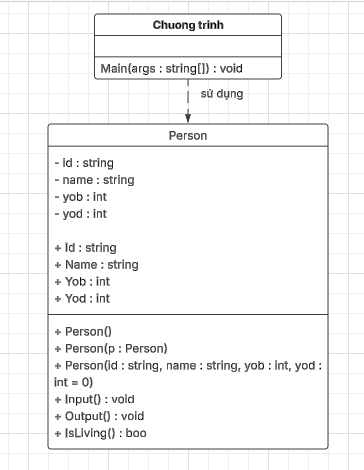 Chuong trinh
Main(args : string[]) : void
sử dụng
Person
- id : string
- name : string
- yob : int
- yod : int
+ Id : string
+ Name : string
+ Yob : int
+ Yod : int
+ Person()
+ Person(p : Person)
+ Person(id : string, name : string, yob : int, yod :
int = 0)
+ Input() : void
+ Output() : void
+ IsLiving() : boo